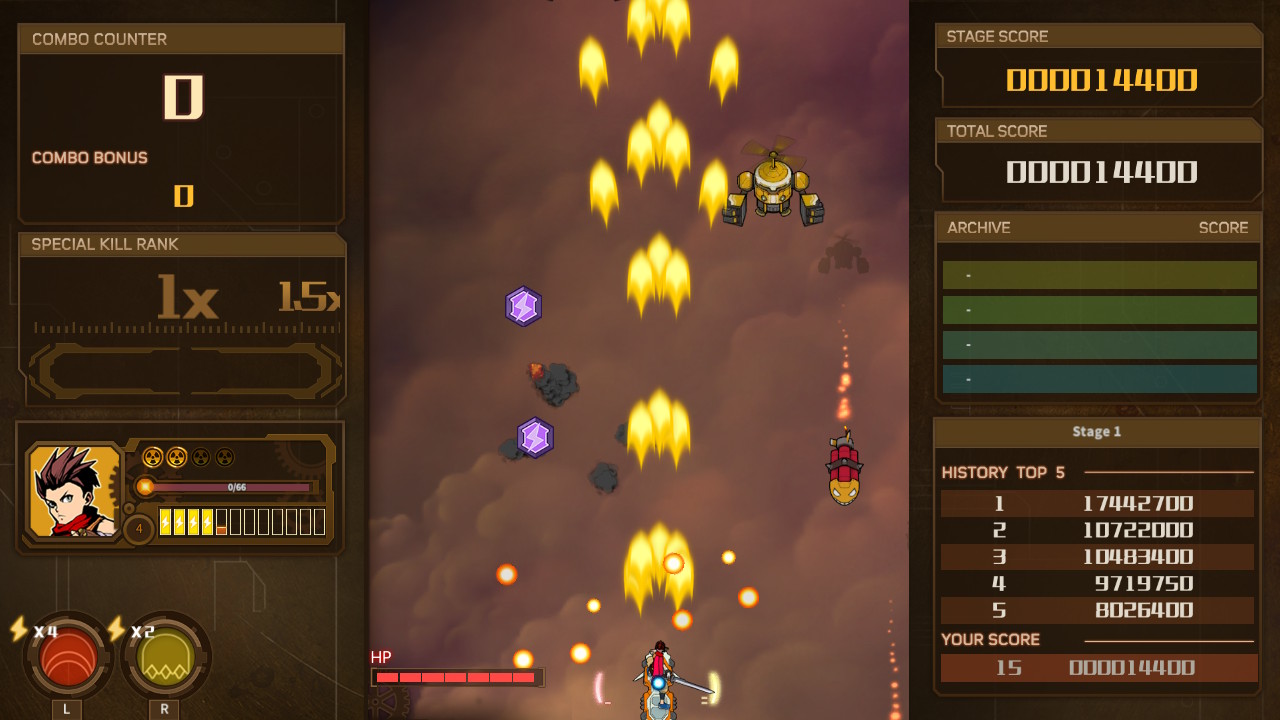 COMBO COUNTER
0
COMBO BONUS
0
SPECIAL KILL RANK
1x
1.5x
0/66
4
X4
X2
L
R
HP
STAGE SCORE
000014400
TOTAL SCORE
000014400
ARCHIVE SCORE
-
-
-
-
Stage 1
HISTORY TOP 5
1 17442700
2 10722000
3 10483400
4 9719750
5 8026400
YOUR SCORE
15 000014400